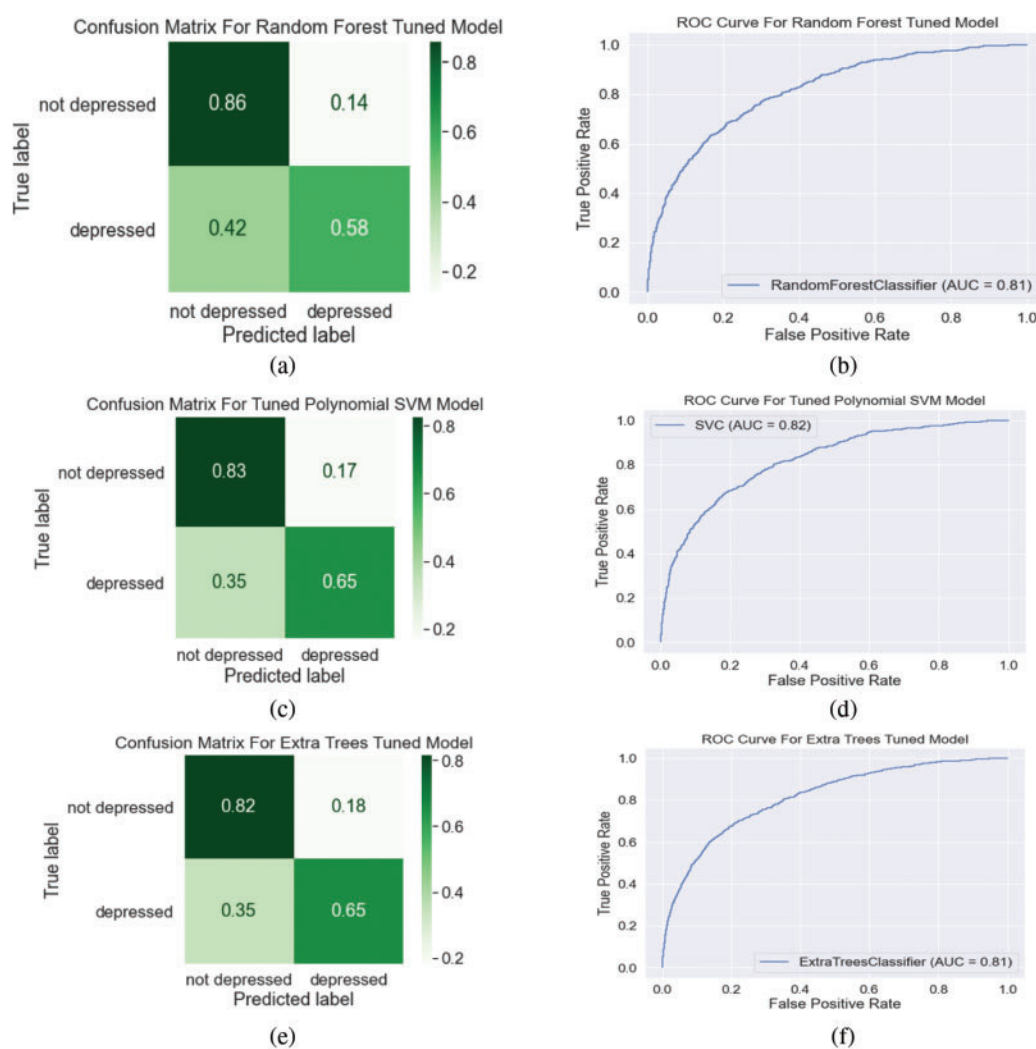 Confusion Matrix For Random Forest Tuned Model
True label
not depressed
depressed
0.86
0.14
0.42
0.58
0.8
0.6
0.4
0.2
not depressed
depressed
Predicted label
(a)
ROC Curve For Random Forest Tuned Model
True Positive Rate
1.0
0.8
0.6
0.4
0.2
0.0
RandomForestClassifier (AUC = 0.81)
0.0
0.2
0.4
0.6
0.8
1.0
False Positive Rate
(b)
Confusion Matrix For Tuned Polynomial SVM Model
True label
not depressed
depressed
0.83
0.17
0.35
0.65
0.8
0.6
0.4
0.2
not depressed
depressed
Predicted label
(c)
ROC Curve For Tuned Polynomial SVM Model
SVC (AUC = 0.82)
True Positive Rate
1.0
0.8
0.6
0.4
0.2
0.0
0.0
0.2
0.4
0.6
0.8
1.0
False Positive Rate
(d)
Confusion Matrix For Extra Trees Tuned Model
True label
not depressed
depressed
0.82
0.18
0.35
0.65
0.8
0.6
0.4
0.2
not depressed
depressed
Predicted label
(e)
ROC Curve For Extra Trees Tuned Model
True Positive Rate
1.0
0.8
0.6
0.4
0.2
0.0
ExtraTreesClassifier (AUC = 0.81)
0.0
0.2
0.4
0.6
0.8
1.0
False Positive Rate
(f)